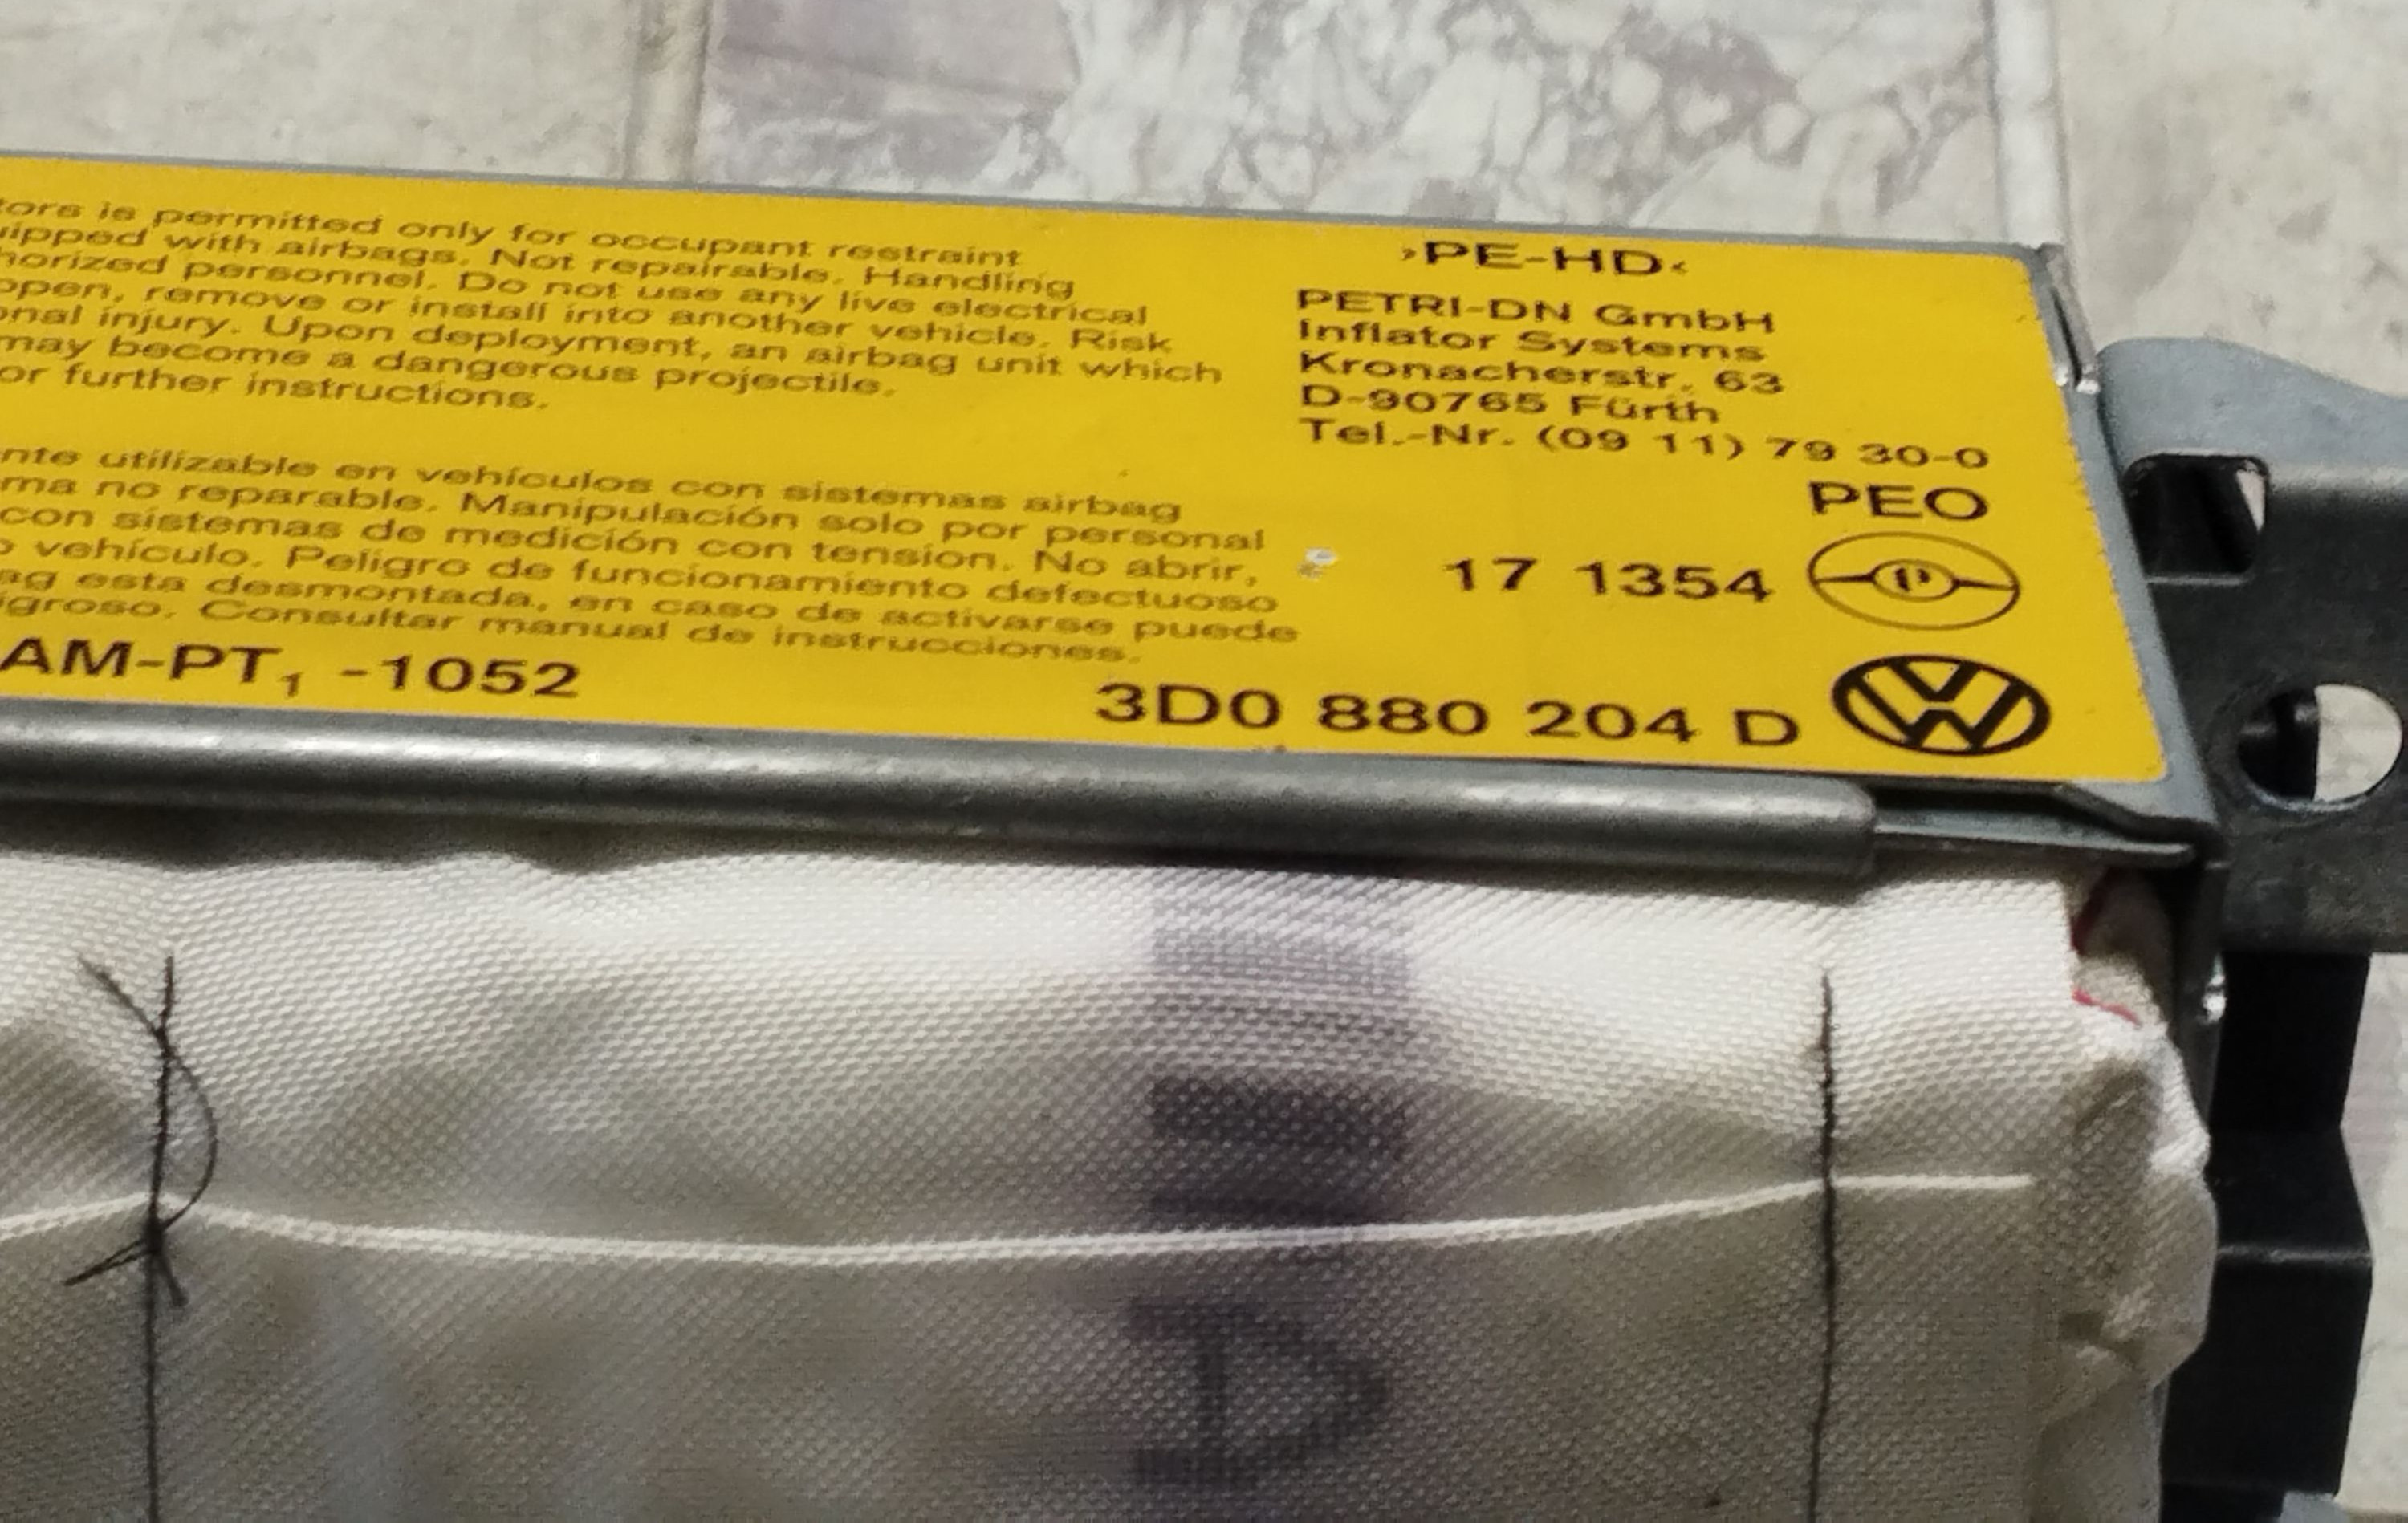 tors is permitted only for occupant restraint
uipped with airbags. Not repairable. Handling
horized personnel. Do not use any live electrical
open, remove or install into another vehicle. Risk
onal injury. Upon deployment, an airbag unit which
may become a dangerous projectile.
or further instructions.
nte utilizable en vehículos con sistemas airbag
ma no reparable. Manipulación solo por personal
con sistemas de medición con tension. No abrir,
o vehículo. Peligro de funcionamiento defectuoso
ag esta desmontada, en caso de activarse puede
igroso. Consultar manual de instrucciones.
AM-PT1 -1052
›PE-HD‹
PETRI-DN GmbH
Inflator Systems
Kronacherstr. 63
D-90765 Fürth
Tel.-Nr. (09 11) 79 30-0
PEO
17 1354
3D0 880 204 D